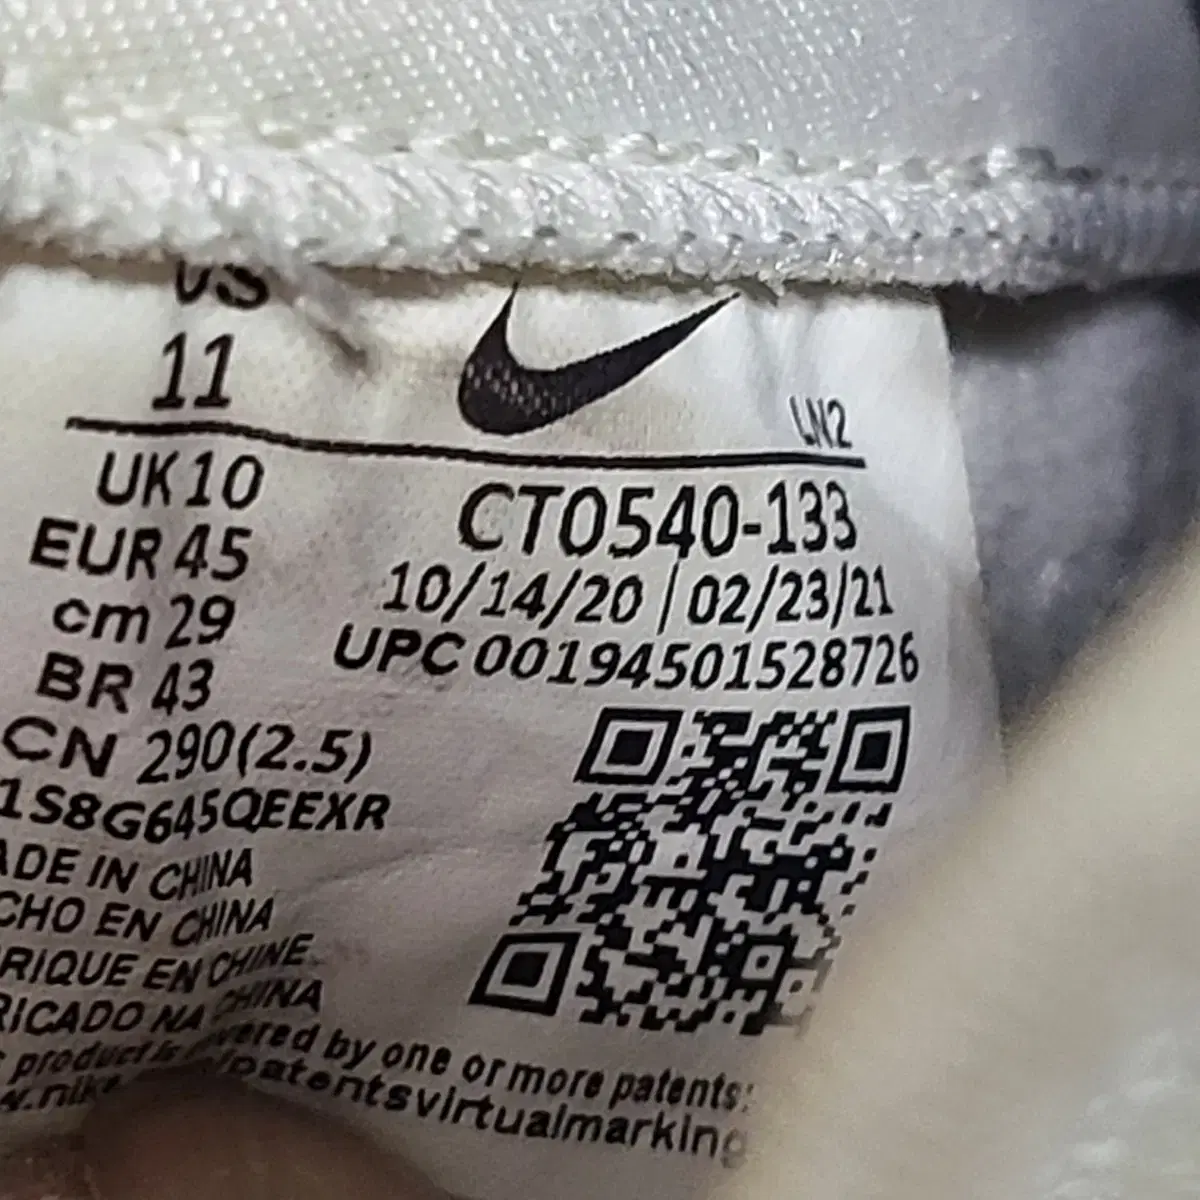 US
11
LN2
UK 10
EUR 45
cm 29
BR 43
CN 290(2.5)
1S8G645QEEXR
CT0540-133
10/14/20 | 02/23/21
UPC 00194501528726
ADE IN CHINA
CHO EN CHINA
RIQUE EN CHINE
RICADO NA CHINA
product is covered by one or more patents:
w.nike /patentsvirtualmarking